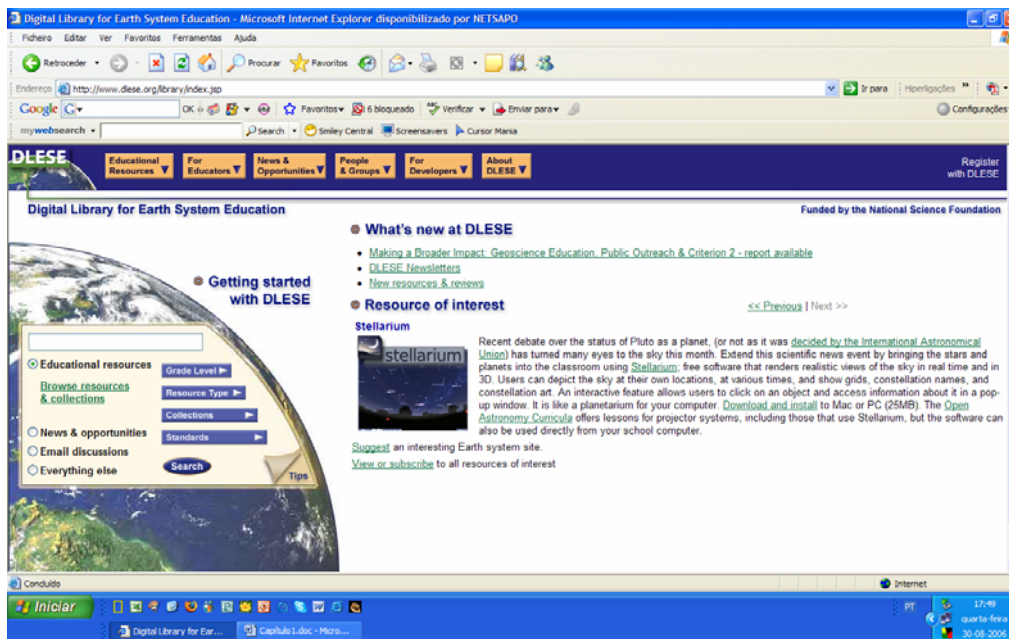 Digital Library for Earth System Education - Microsoft Internet Explorer disponibilizado por NETSAPO
Ficheiro Editar Ver Favoritos Ferramentas Ajuda
Retroceder Procurar Favoritos
Endereço http://www.dlese.org/library/index.jsp Ir para Hiperligações »
Google G OK Favoritos 6 bloqueado Verificar Enviar para Configurações
mywebsearch Search Smiley Central Screensavers Cursor Mania
DLESE
Educational Resources
For Educators
News & Opportunities
People & Groups
For Developers
About DLESE
Register
with DLESE
Digital Library for Earth System Education
Funded by the National Science Foundation
Getting started
with DLESE
Educational resources
Browse resources
& collections
Grade Level
Resource Type
Collections
Standards
News & opportunities
Email discussions
Everything else
Search
Tips
What's new at DLESE
Making a Broader Impact: Geoscience Education, Public Outreach & Criterion 2 - report available
DLESE Newsletters
New resources & reviews
Resource of interest
<< Previous | Next >>
Stellarium
stellarium
Recent debate over the status of Pluto as a planet, (or not as it was decided by the International Astronomical
Union) has turned many eyes to the sky this month. Extend this scientific news event by bringing the stars and
planets into the classroom using Stellarium; free software that renders realistic views of the sky in real time and in
3D. Users can depict the sky at their own locations, at various times, and show grids, constellation names, and
constellation art. An interactive feature allows users to click on an object and access information about it in a pop-
up window. It is like a planetarium for your computer. Download and install to Mac or PC (25MB). The Open
Astronomy Curricula offers lessons for projector systems, including those that use Stellarium, but the software can
also be used directly from your school computer.
Suggest an interesting Earth system site.
View or subscribe to all resources of interest
Concluído Internet
Iniciar PT 17:49
Digital Library for Ear... Capitulo1.doc - Micro... quarta-feira
30-08-2006